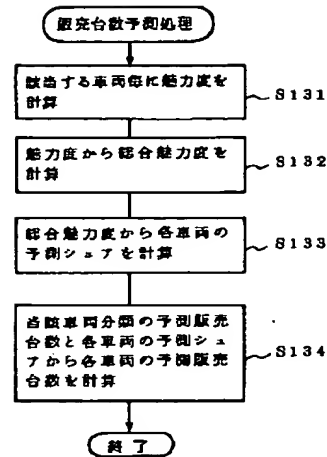 販売台数予測処理
該当する車両毎に魅力度を
計算
S131
魅力度から総合魅力度を
計算
S132
総合魅力度から各車両の
予測シェアを計算
S133
当該車両分類の予測販売
台数と各車両の予測シェ
アから各車両の予測販売
台数を計算
S134
終了